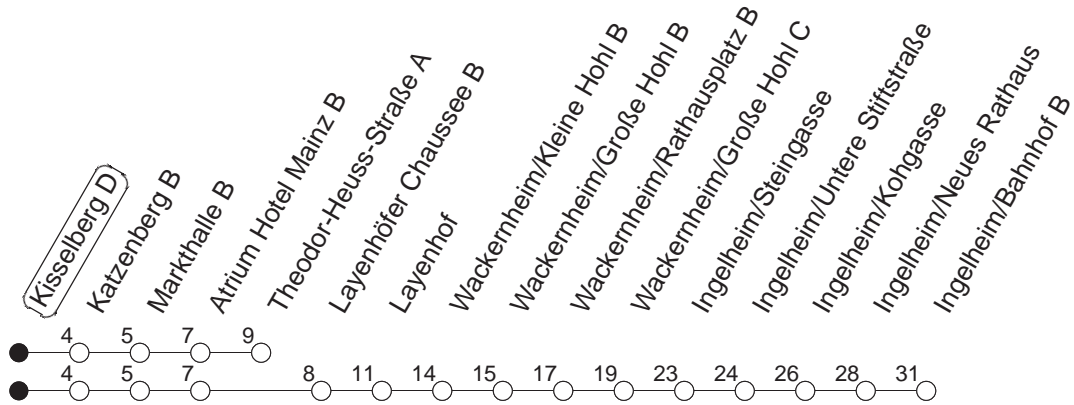 Kisselberg D
Katzenberg B
Markthalle B
Atrium Hotel Mainz B
Theodor-Heuss-Straße A
Layenhöfer Chaussee B
Layenhof
Wackernheim/Kleine Hohl B
Wackernheim/Große Hohl B
Wackernheim/Rathausplatz B
Wackernheim/Große Hohl C
Ingelheim/Steingasse
Ingelheim/Untere Stiftstraße
Ingelheim/Kohgasse
Ingelheim/Neues Rathaus
Ingelheim/Bahnhof B
4 5 7 9
4 5 7 8 11 14 15 17 19 23 24 26 28 31